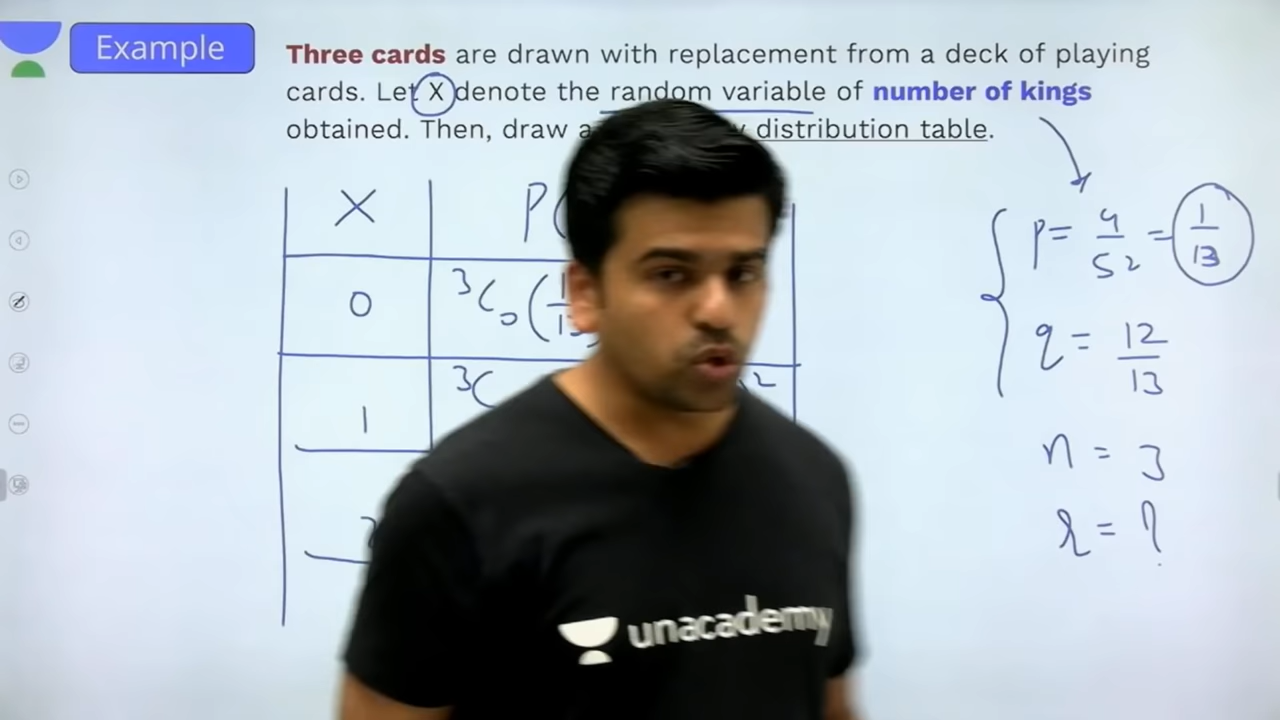 Example
Three cards are drawn with replacement from a deck of playing
cards. Let X denote the random variable of number of kings
obtained. Then, draw a distribution table.
X P(
0 ³C₀(1
1 ³C 2
p= 4/52 = 1/13
q = 12/13
n = 3
r = ?
unacademy